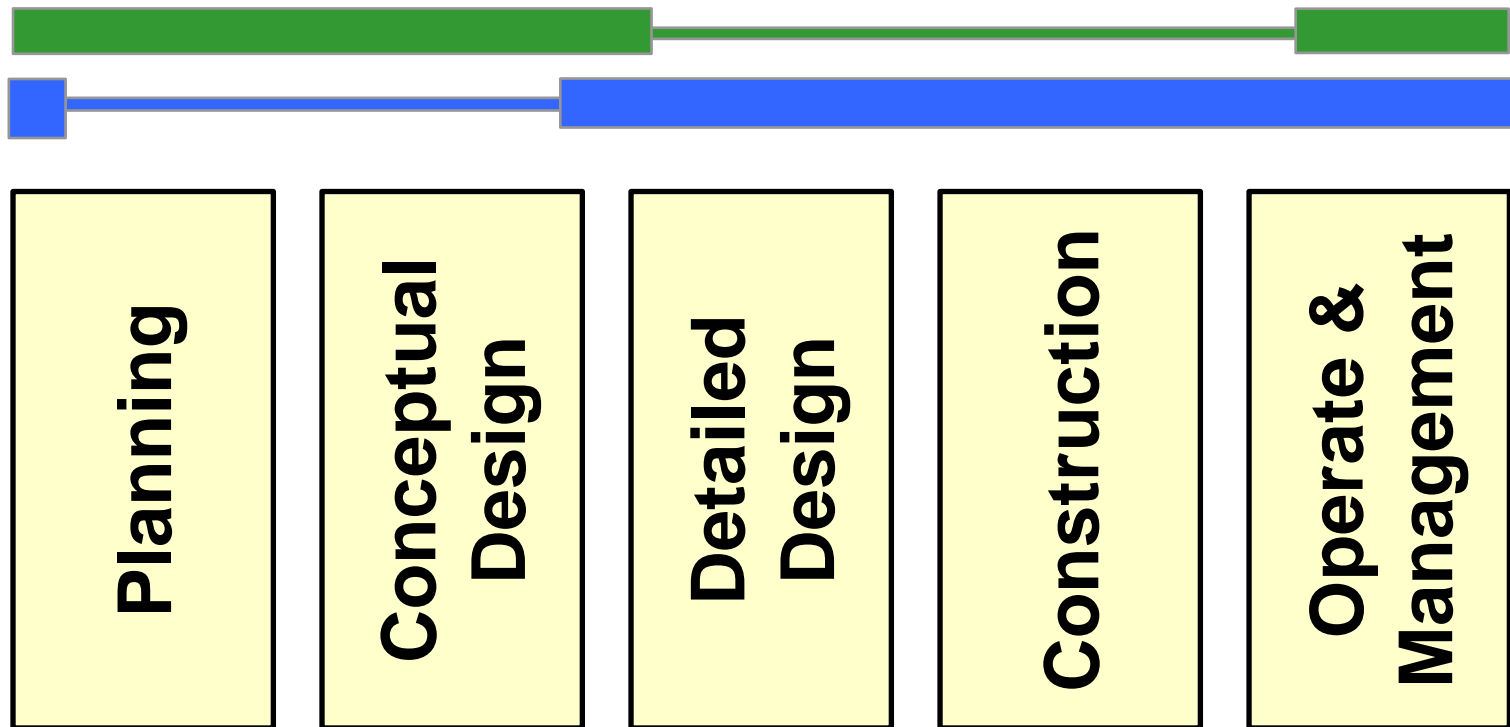 Planning
Conceptual
Design
Detailed
Design
Construction
Operate &
Management